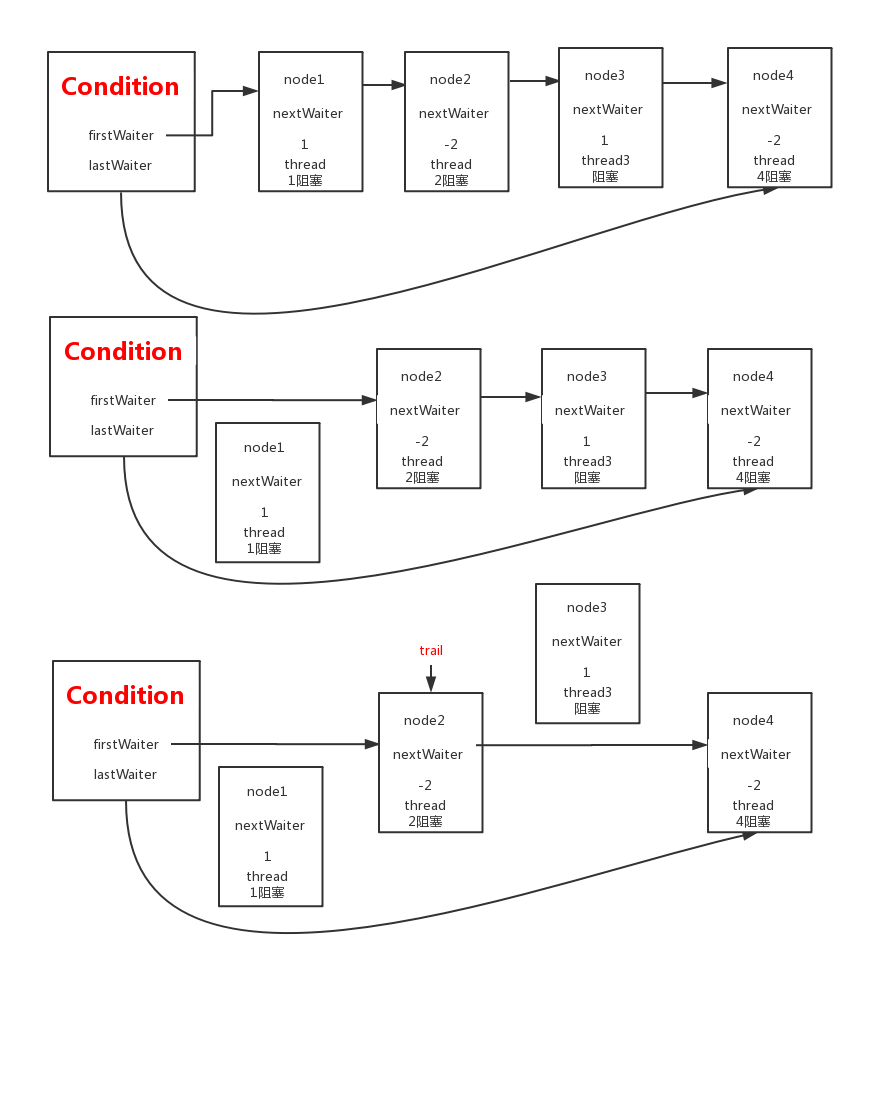 Condition
firstWaiter
lastWaiter
node1
nextWaiter
1
thread
1阻塞
node2
nextWaiter
-2
thread
2阻塞
node3
nextWaiter
1
thread3
阻塞
node4
nextWaiter
-2
thread
4阻塞
Condition
firstWaiter
lastWaiter
node1
nextWaiter
1
thread
1阻塞
node2
nextWaiter
-2
thread
2阻塞
node3
nextWaiter
1
thread3
阻塞
node4
nextWaiter
-2
thread
4阻塞
Condition
firstWaiter
lastWaiter
node1
nextWaiter
1
thread
1阻塞
trail
node2
nextWaiter
-2
thread
2阻塞
node3
nextWaiter
1
thread3
阻塞
node4
nextWaiter
-2
thread
4阻塞